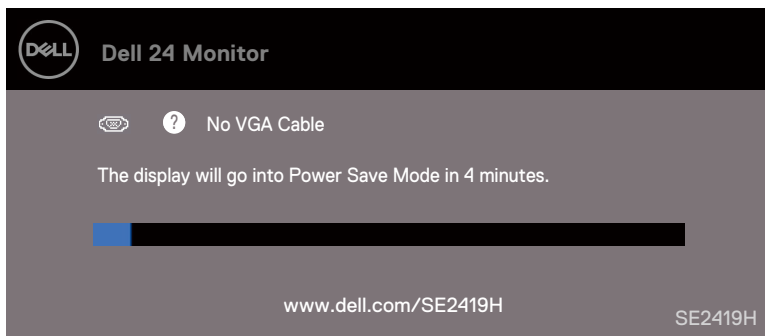 DELL
Dell 24 Monitor
? No VGA Cable
The display will go into Power Save Mode in 4 minutes.
www.dell.com/SE2419H
SE2419H